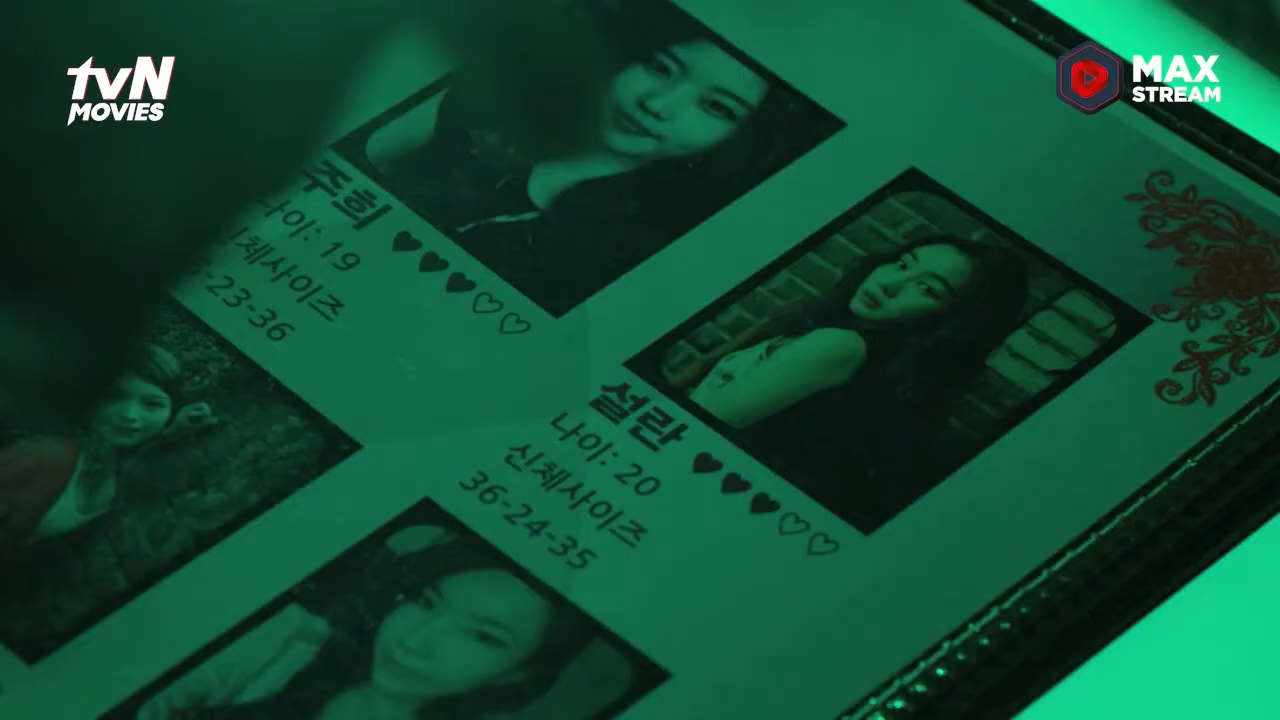 tvN
MOVIES
MAX
STREAM
주희
나이: 19
신체사이즈
-23-36
♥♥♥♡♡
설란
나이: 20
신체사이즈
36-24-35
♥♥♥♡♡